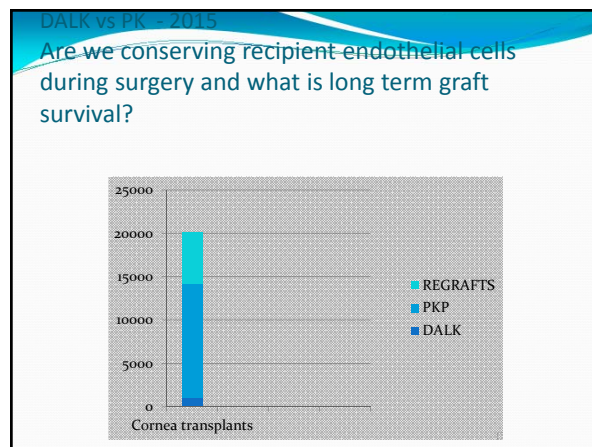 DALK vs PK - 2015
Are we conserving recipient endothelial cells
during surgery and what is long term graft
survival?
25000
20000
15000
10000
5000
0
Cornea transplants
REGRAFTS
PKP
DALK